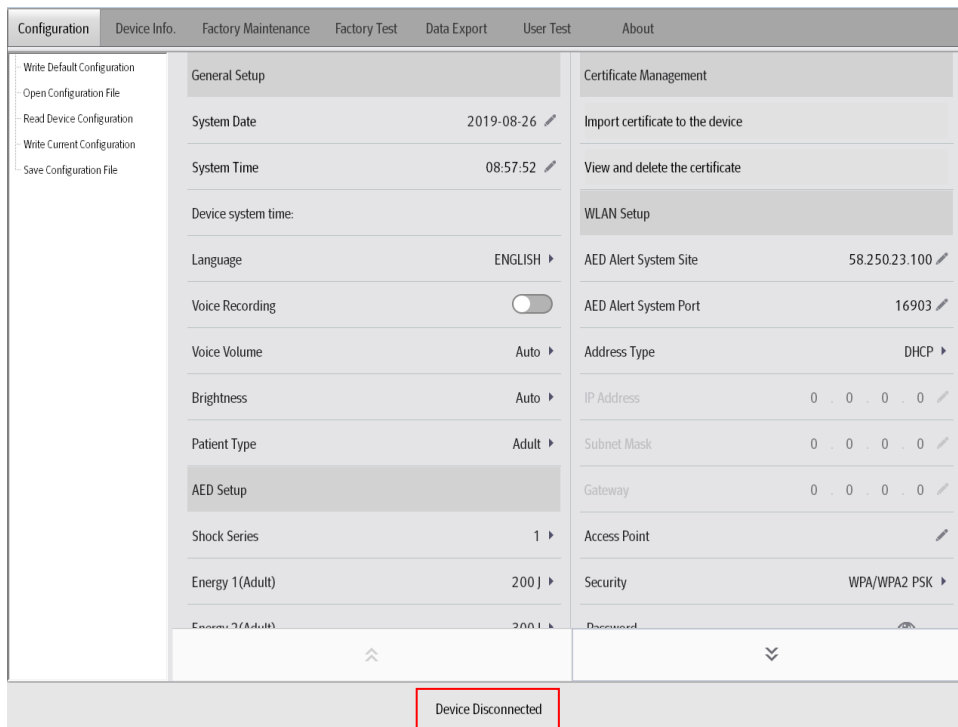 Configuration Device Info. Factory Maintenance Factory Test Data Export User Test About
Write Default Configuration
Open Configuration File
Read Device Configuration
Write Current Configuration
Save Configuration File
General Setup
System Date 2019-08-26
System Time 08:57:52
Device system time:
Language ENGLISH
Voice Recording
Voice Volume Auto
Brightness Auto
Patient Type Adult
AED Setup
Shock Series 1
Energy 1(Adult) 200 J
Energy 2(Adult) 300 J
Certificate Management
Import certificate to the device
View and delete the certificate
WLAN Setup
AED Alert System Site 58.250.23.100
AED Alert System Port 16903
Address Type DHCP
IP Address 0 . 0 . 0 . 0
Subnet Mask 0 . 0 . 0 . 0
Gateway 0 . 0 . 0 . 0
Access Point
Security WPA/WPA2 PSK
Password
Device Disconnected